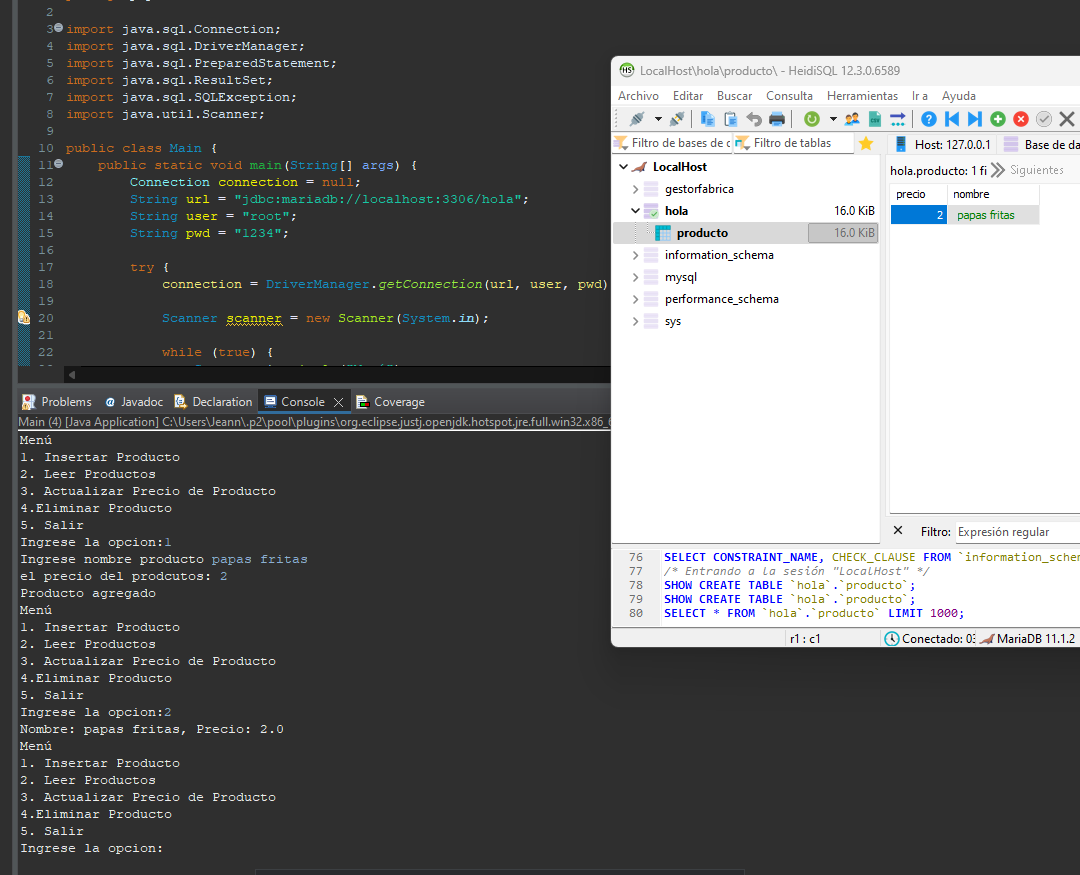 2
3 import java.sql.Connection;
4 import java.sql.DriverManager;
5 import java.sql.PreparedStatement;
6 import java.sql.ResultSet;
7 import java.sql.SQLException;
8 import java.util.Scanner;
9
10 public class Main {
11 public static void main(String[] args) {
12 Connection connection = null;
13 String url = "jdbc:mariadb://localhost:3306/hola";
14 String user = "root";
15 String pwd = "1234";
16
17 try {
18 connection = DriverManager.getConnection(url, user, pwd)
19
20 Scanner scanner = new Scanner(System.in);
21
22 while (true) {
Problems Javadoc Declaration Console Coverage
Main (4) [Java Application] C:\Users\Jeann\.p2\pool\plugins\org.eclipse.justj.openjdk.hotspot.jre.full.win32.x86_6
Menú
1. Insertar Producto
2. Leer Productos
3. Actualizar Precio de Producto
4.Eliminar Producto
5. Salir
Ingrese la opcion:1
Ingrese nombre producto papas fritas
el precio del prodcutos: 2
Producto agregado
Menú
1. Insertar Producto
2. Leer Productos
3. Actualizar Precio de Producto
4.Eliminar Producto
5. Salir
Ingrese la opcion:2
Nombre: papas fritas, Precio: 2.0
Menú
1. Insertar Producto
2. Leer Productos
3. Actualizar Precio de Producto
4.Eliminar Producto
5. Salir
Ingrese la opcion:
HS LocalHost\hola\producto\ - HeidiSQL 12.3.0.6589
Archivo Editar Buscar Consulta Herramientas Ir a Ayuda
Filtro de bases de Filtro de tablas
LocalHost
gestorfabrica
hola 16.0 KiB
producto 16.0 KiB
information_schema
mysql
performance_schema
sys
Host: 127.0.0.1 Base de da
hola.producto: 1 fi Siguientes
precio nombre
2 papas fritas
Filtro: Expresión regular
76 SELECT CONSTRAINT_NAME, CHECK_CLAUSE FROM `information_schem
77 /* Entrando a la sesión "LocalHost" */
78 SHOW CREATE TABLE `hola`.`producto`;
79 SHOW CREATE TABLE `hola`.`producto`;
80 SELECT * FROM `hola`.`producto` LIMIT 1000;
r1 : c1 Conectado: 03 MariaDB 11.1.2